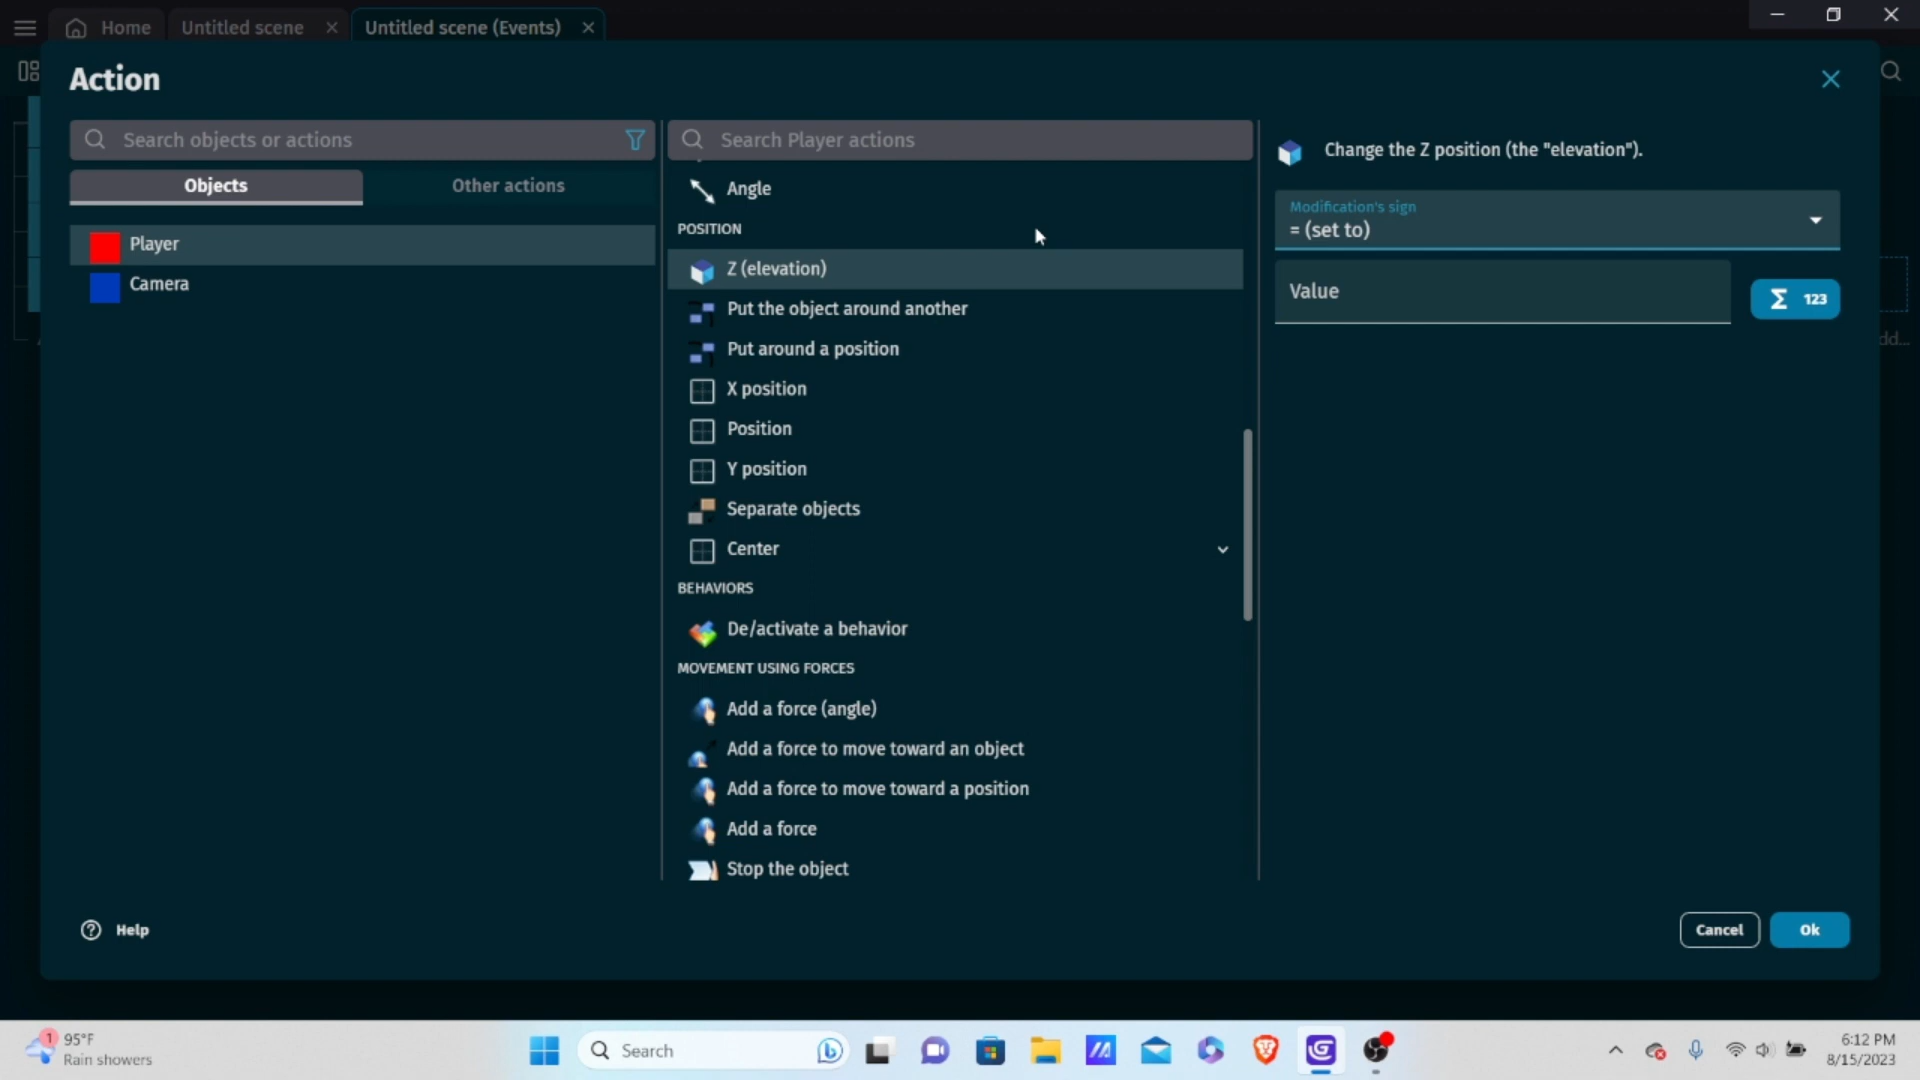 Home
Untitled scene
Untitled scene (Events)
Action
Search objects or actions
Search Player actions
Change the Z position (the "elevation").
Objects
Other actions
Angle
Modification's sign
= (set to)
POSITION
Player
Z (elevation)
Camera
Value
123
Put the object around another
Put around a position
dd...
X position
Position
Y position
Separate objects
Center
BEHAVIORS
De/activate a behavior
MOVEMENT USING FORCES
Add a force (angle)
Add a force to move toward an object
Add a force to move toward a position
Add a force
Stop the object
Help
Cancel
Ok
1
95°F
Rain showers
Search
6:12 PM
8/15/2023